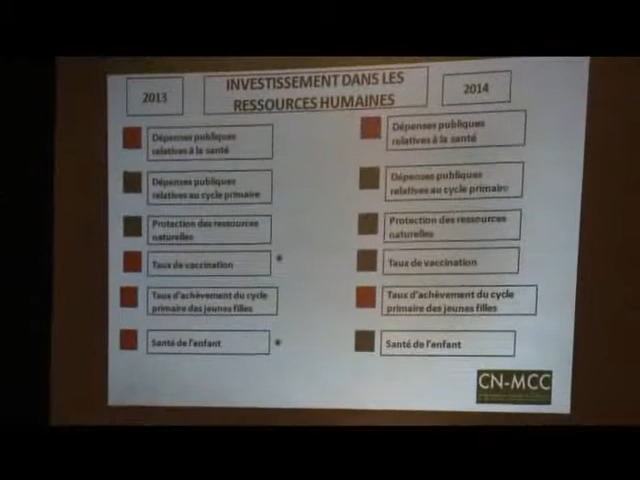 2013
INVESTISSEMENT DANS LES
RESSOURCES HUMAINES
2014
Dépenses publiques
relatives à la santé
Dépenses publiques
relatives au cycle primaire
Protection des ressources
naturelles
Taux de vaccination *
Taux d'achèvement du cycle
primaire des jeunes filles
Santé de l'enfant *
Dépenses publiques
relatives à la santé
Dépenses publiques
relatives au cycle primaire
Protection des ressources
naturelles
Taux de vaccination
Taux d'achèvement du cycle
primaire des jeunes filles
Santé de l'enfant
CN-MCC